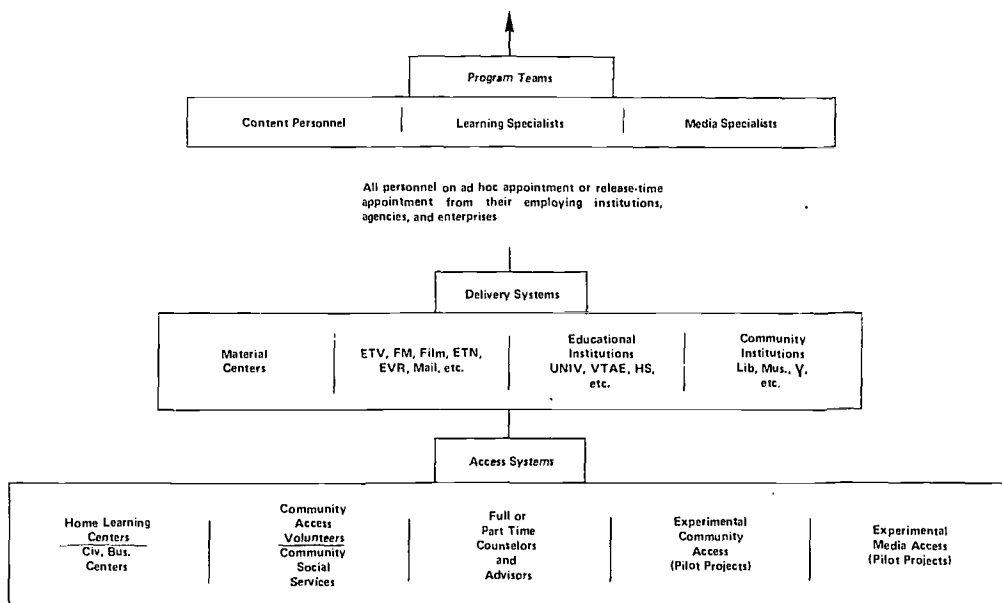 Program Teams
Content Personnel
Learning Specialists
Media Specialists
All personnel on ad hoc appointment or release-time
appointment from their employing institutions,
agencies, and enterprises
Delivery Systems
Material
Centers
ETV, FM, Film, ETN,
EVR, Mail, etc.
Educational
Institutions
UNIV, VTAE, HS,
etc.
Community
Institutions
Lib, Mus., Y,
etc.
Access Systems
Home Learning
Centers
Civ, Bus.
Centers
Community
Access
Volunteers
Community
Social
Services
Full or
Part Time
Counselors
and
Advisors
Experimental
Community
Access
(Pilot Projects)
Experimental
Media Access
(Pilot Projects)